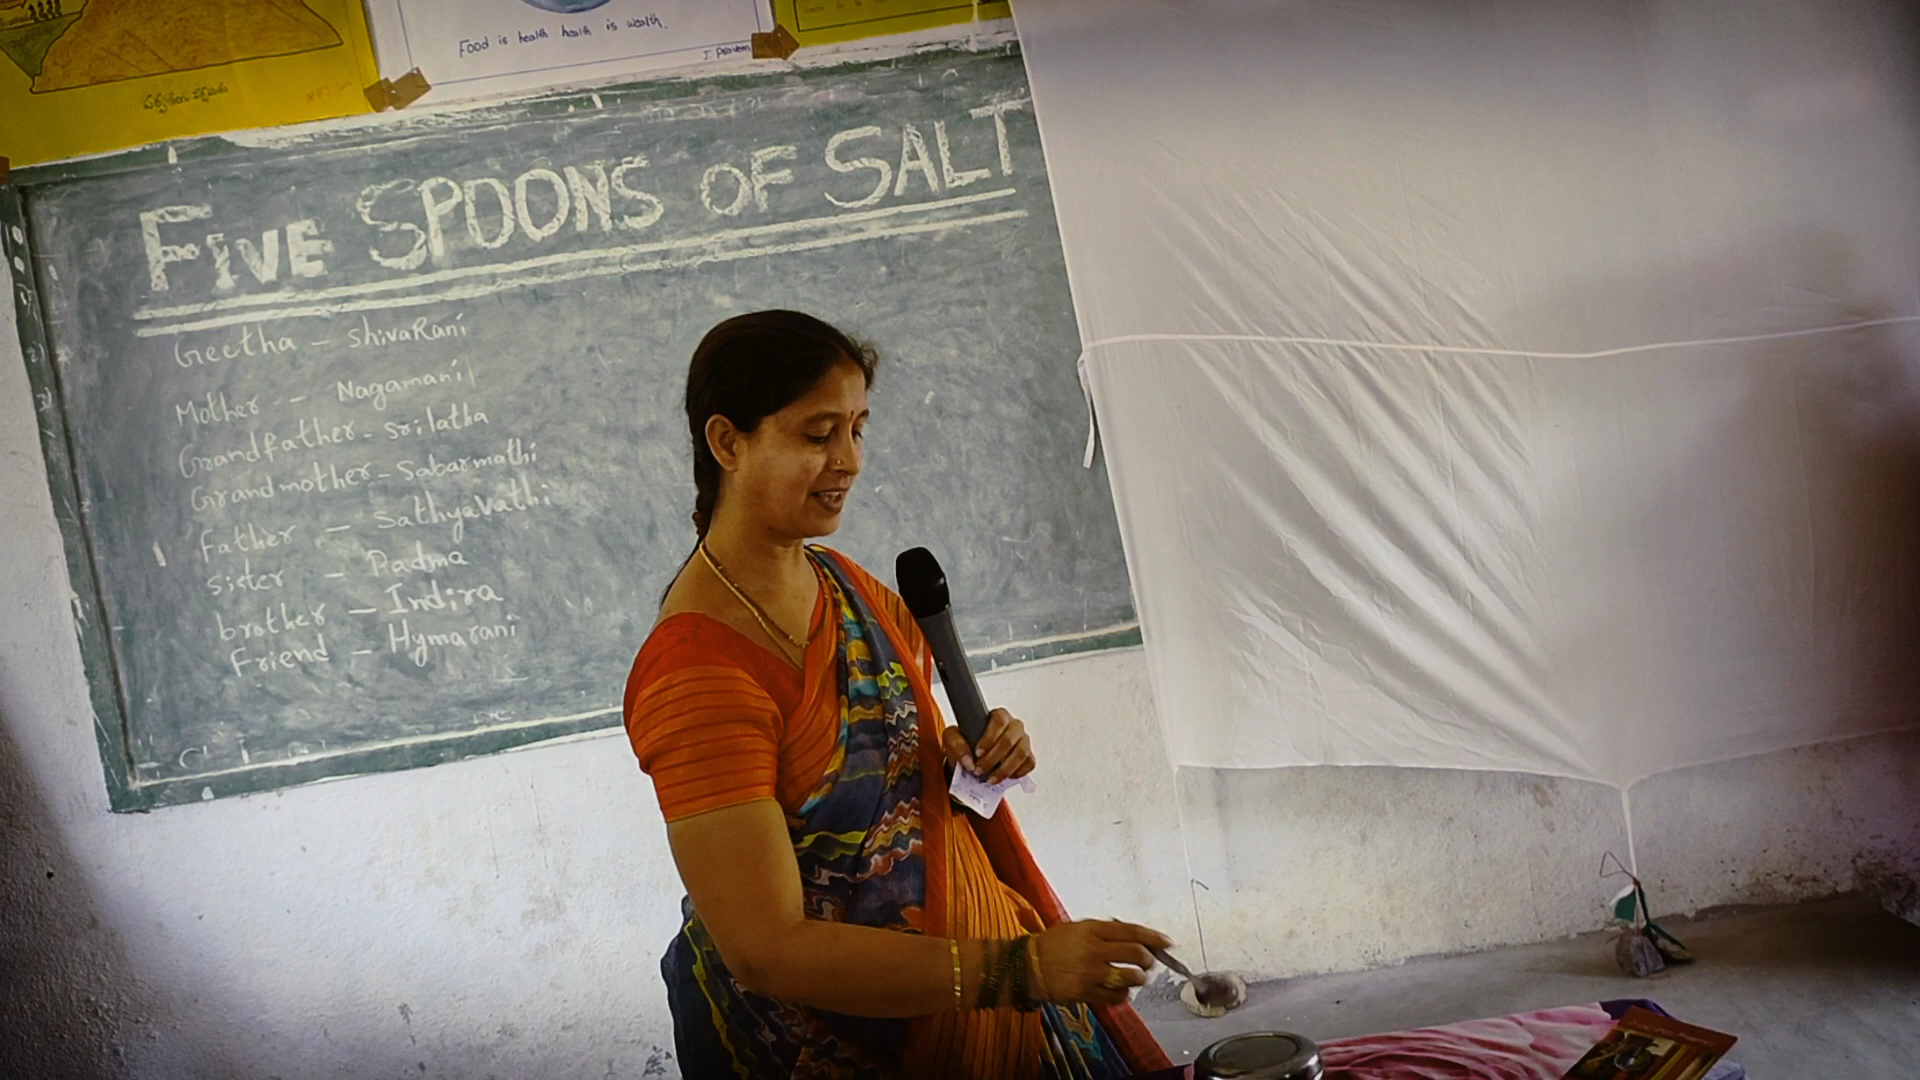 Food is health health is wealth.
J. Praveen
FIVE SPOONS OF SALT
Geetha - ShivaRani
Mother - Nagamani
Grandfather - Srilatha
Grandmother - Sabarmathi
Father - Sathyavathi
sister - Padma
brother - Indira
Friend - Hymarani